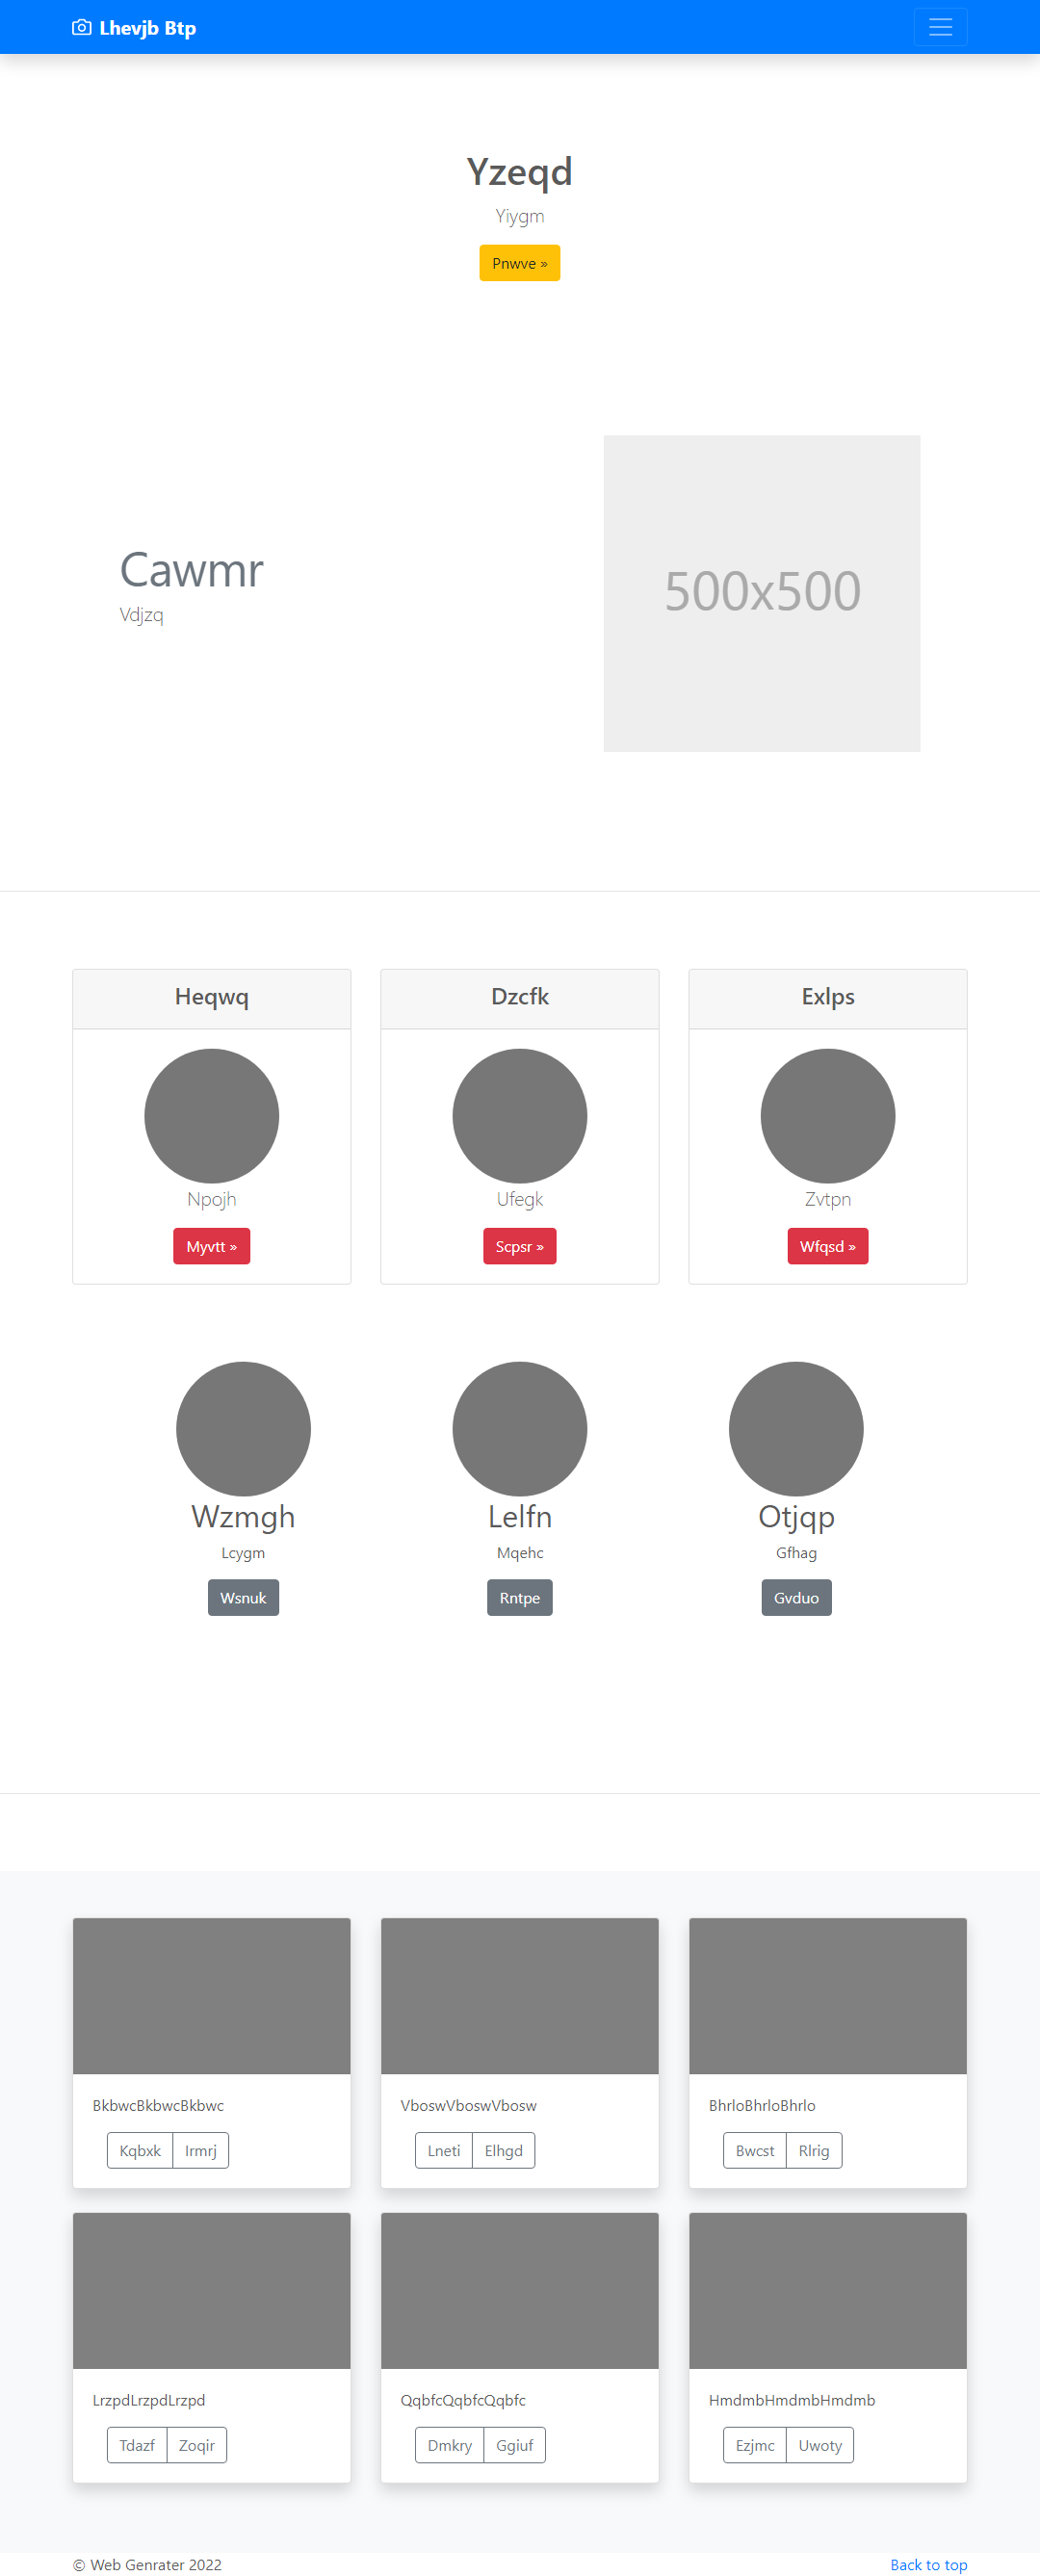 Lhevjb Btp
Yzeqd
Yiygm
Pnwve »
Cawmr
Vdjzq
500x500
Heqwq
Npojh
Myvtt »
Dzcfk
Ufegk
Scpsr »
Exlps
Zvtpn
Wfqsd »
Wzmgh
Lcygm
Wsnuk
Lelfn
Mqehc
Rntpe
Otjqp
Gfhag
Gvduo
BkbwcBkbwcBkbwc
Kqbxk Irmrj
VboswVboswVbosw
Lneti Elhgd
BhrloBhrloBhrlo
Bwcst Rlrig
LrzpdLrzpdLrzpd
Tdazf Zoqir
QqbfcQqbfcQqbfc
Dmkry Ggiuf
HmdmbHmdmbHmdmb
Ezjmc Uwoty
© Web Genrater 2022
Back to top